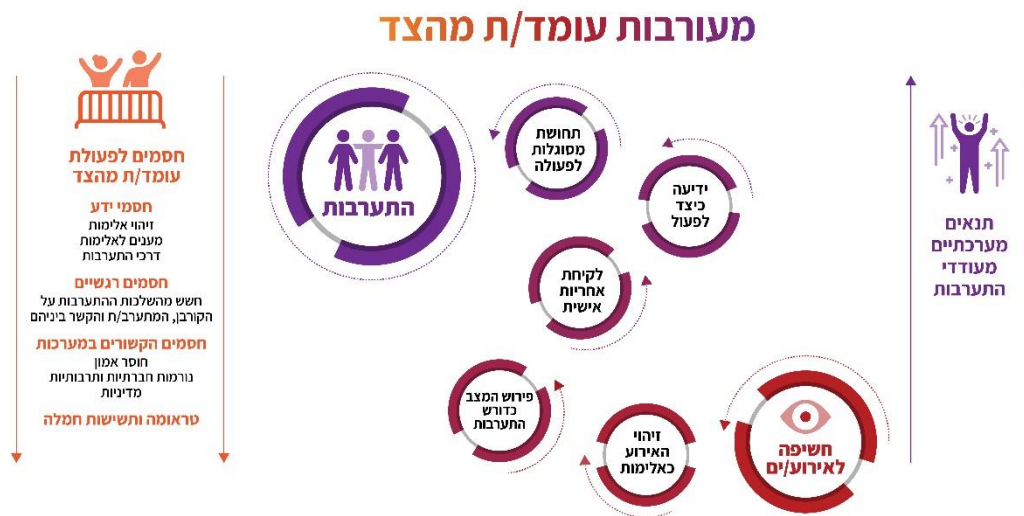 מעורבות עומד/ת מהצד
תנאים
מערכתיים
מעודדי
התערבות
חשיפה
לאירוע/ים
זיהוי
האירוע
כאלימות
פירוש המצב
כדורש
התערבות
לקיחת
אחריות
אישית
ידיעה
כיצד
לפעול
תחושת
מסוגלות
לפעולה
התערבות
חסמים לפעולת
עומד/ת מהצד
חסמי ידע
זיהוי אלימות
מענים לאלימות
דרכי התערבות
חסמים רגשיים
חשש מהשלכות ההתערבות על
הקורבן, המתערב/ת והקשר ביניהם
חסמים הקשורים במערכות
חוסר אמון
נורמות חברתיות ותרבותיות
מדיניות
טראומה ותשישות חמלה